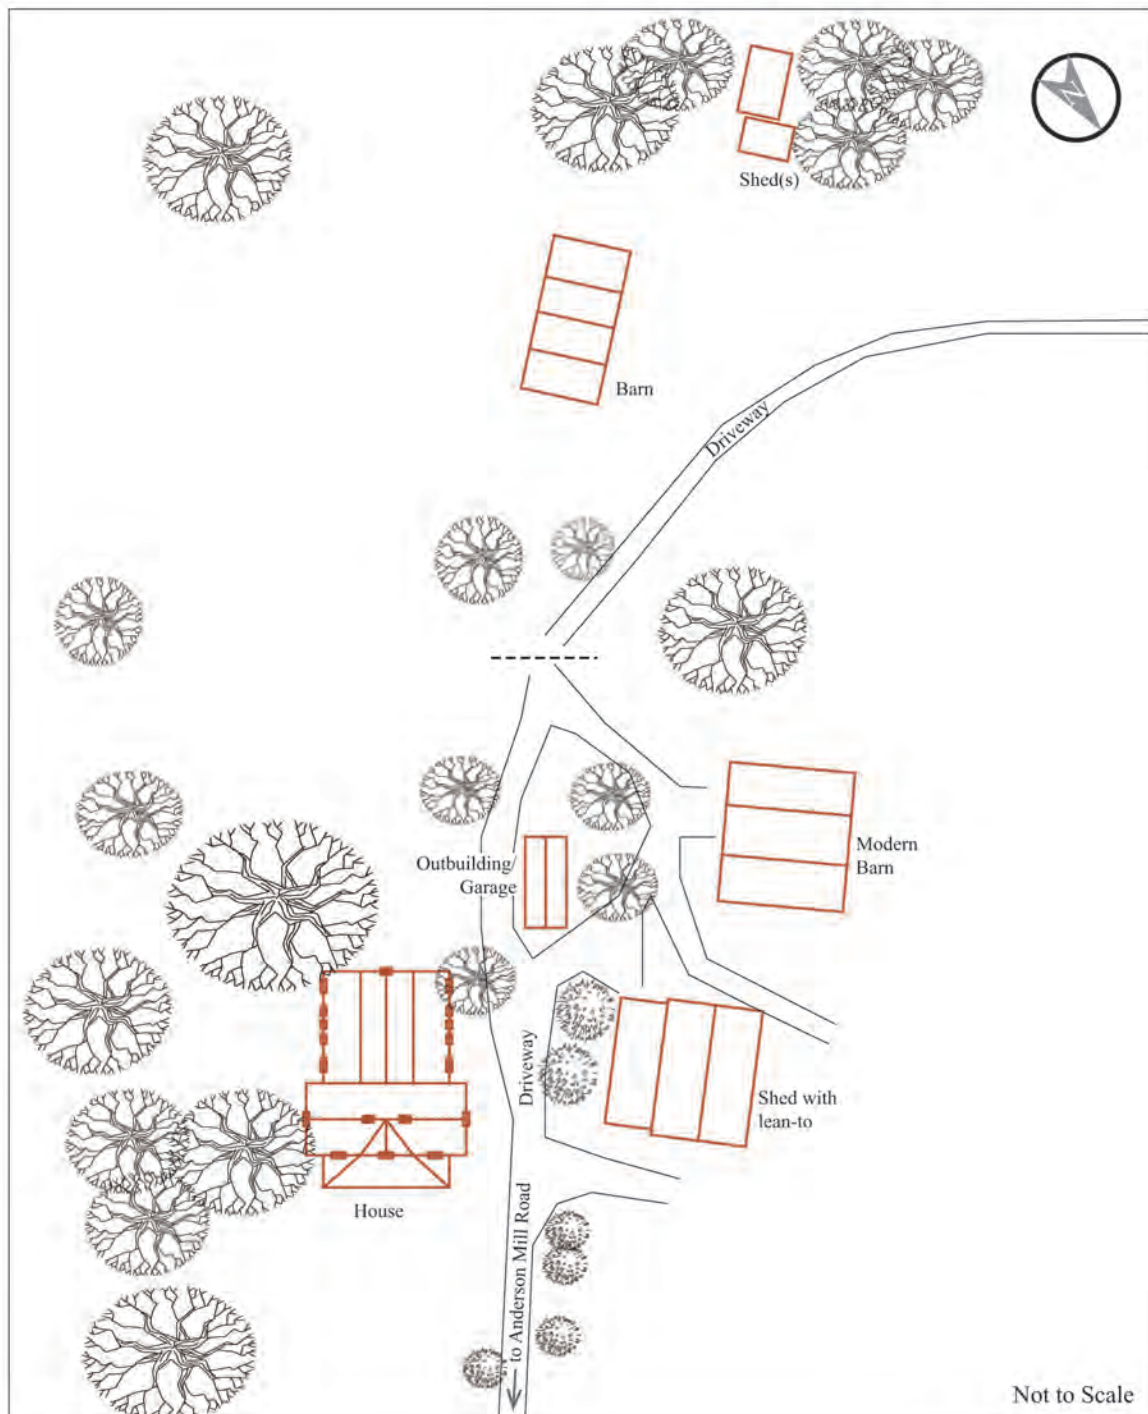 N
Shed(s)
Barn
Driveway
Outbuilding/
Garage
Modern
Barn
Driveway
Shed with
lean-to
House
to Anderson Mill Road
Not to Scale